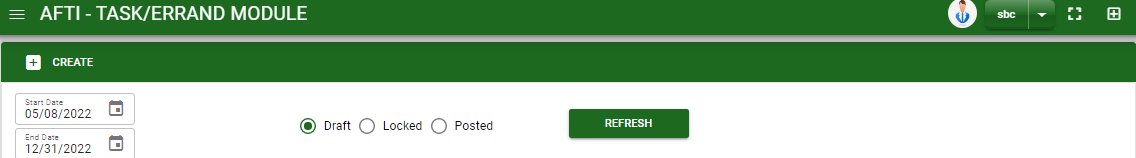 AFTI - TASK/ERRAND MODULE
sbc
CREATE
Start Date
05/08/2022
Draft Locked Posted
REFRESH
End Date
12/31/2022